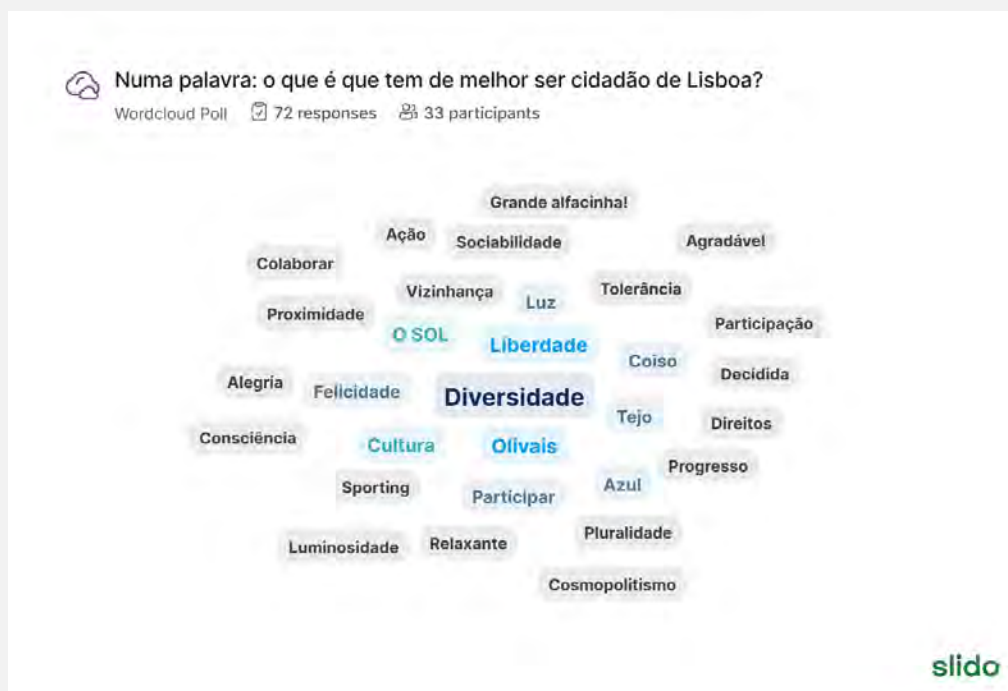 Numa palavra: o que é que tem de melhor ser cidadão de Lisboa?
Wordcloud Poll 72 responses 33 participants
Grande alfacinha!
Ação
Sociabilidade
Agradável
Colaborar
Vizinhança
Luz
Tolerância
Proximidade
O SOL
Liberdade
Participação
Coiso
Decidida
Alegria
Felicidade
Diversidade
Tejo
Direitos
Consciência
Cultura
Olivais
Progresso
Sporting
Participar
Azul
Luminosidade
Relaxante
Pluralidade
Cosmopolitismo
slido